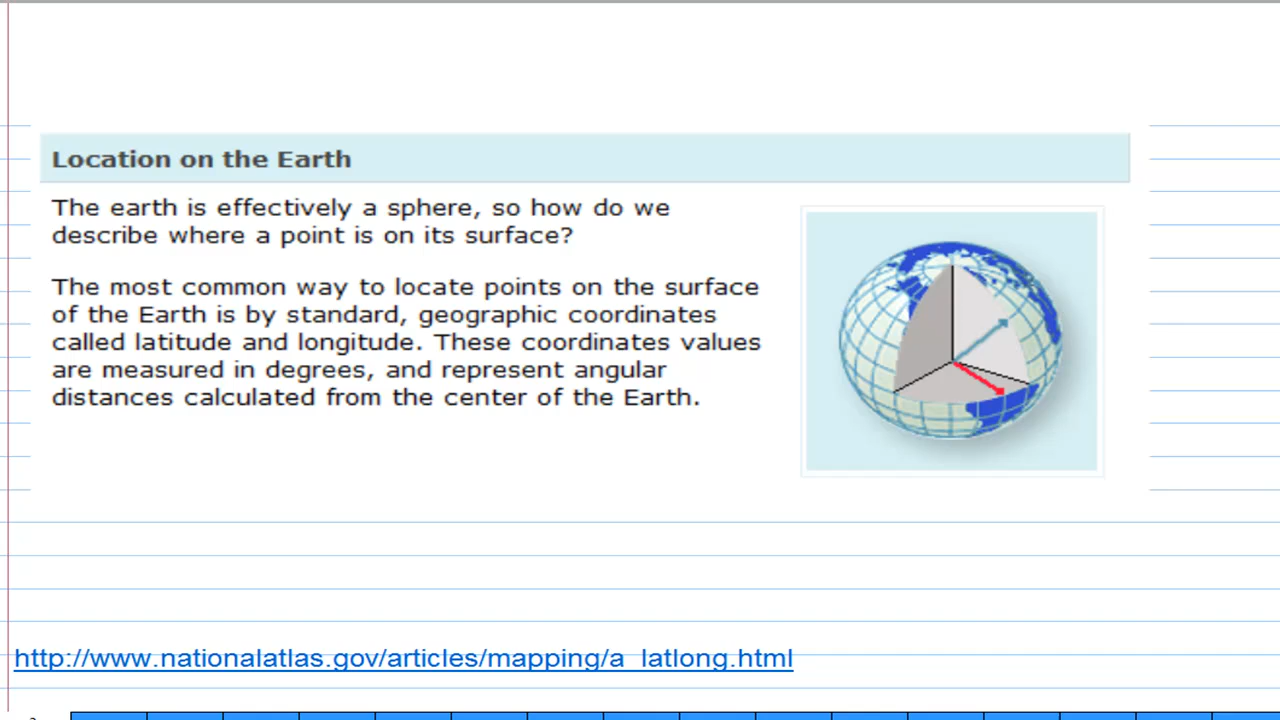 Location on the Earth
The earth is effectively a sphere, so how do we
describe where a point is on its surface?
The most common way to locate points on the surface
of the Earth is by standard, geographic coordinates
called latitude and longitude. These coordinates values
are measured in degrees, and represent angular
distances calculated from the center of the Earth.
http://www.nationalatlas.gov/articles/mapping/a_latlong.html